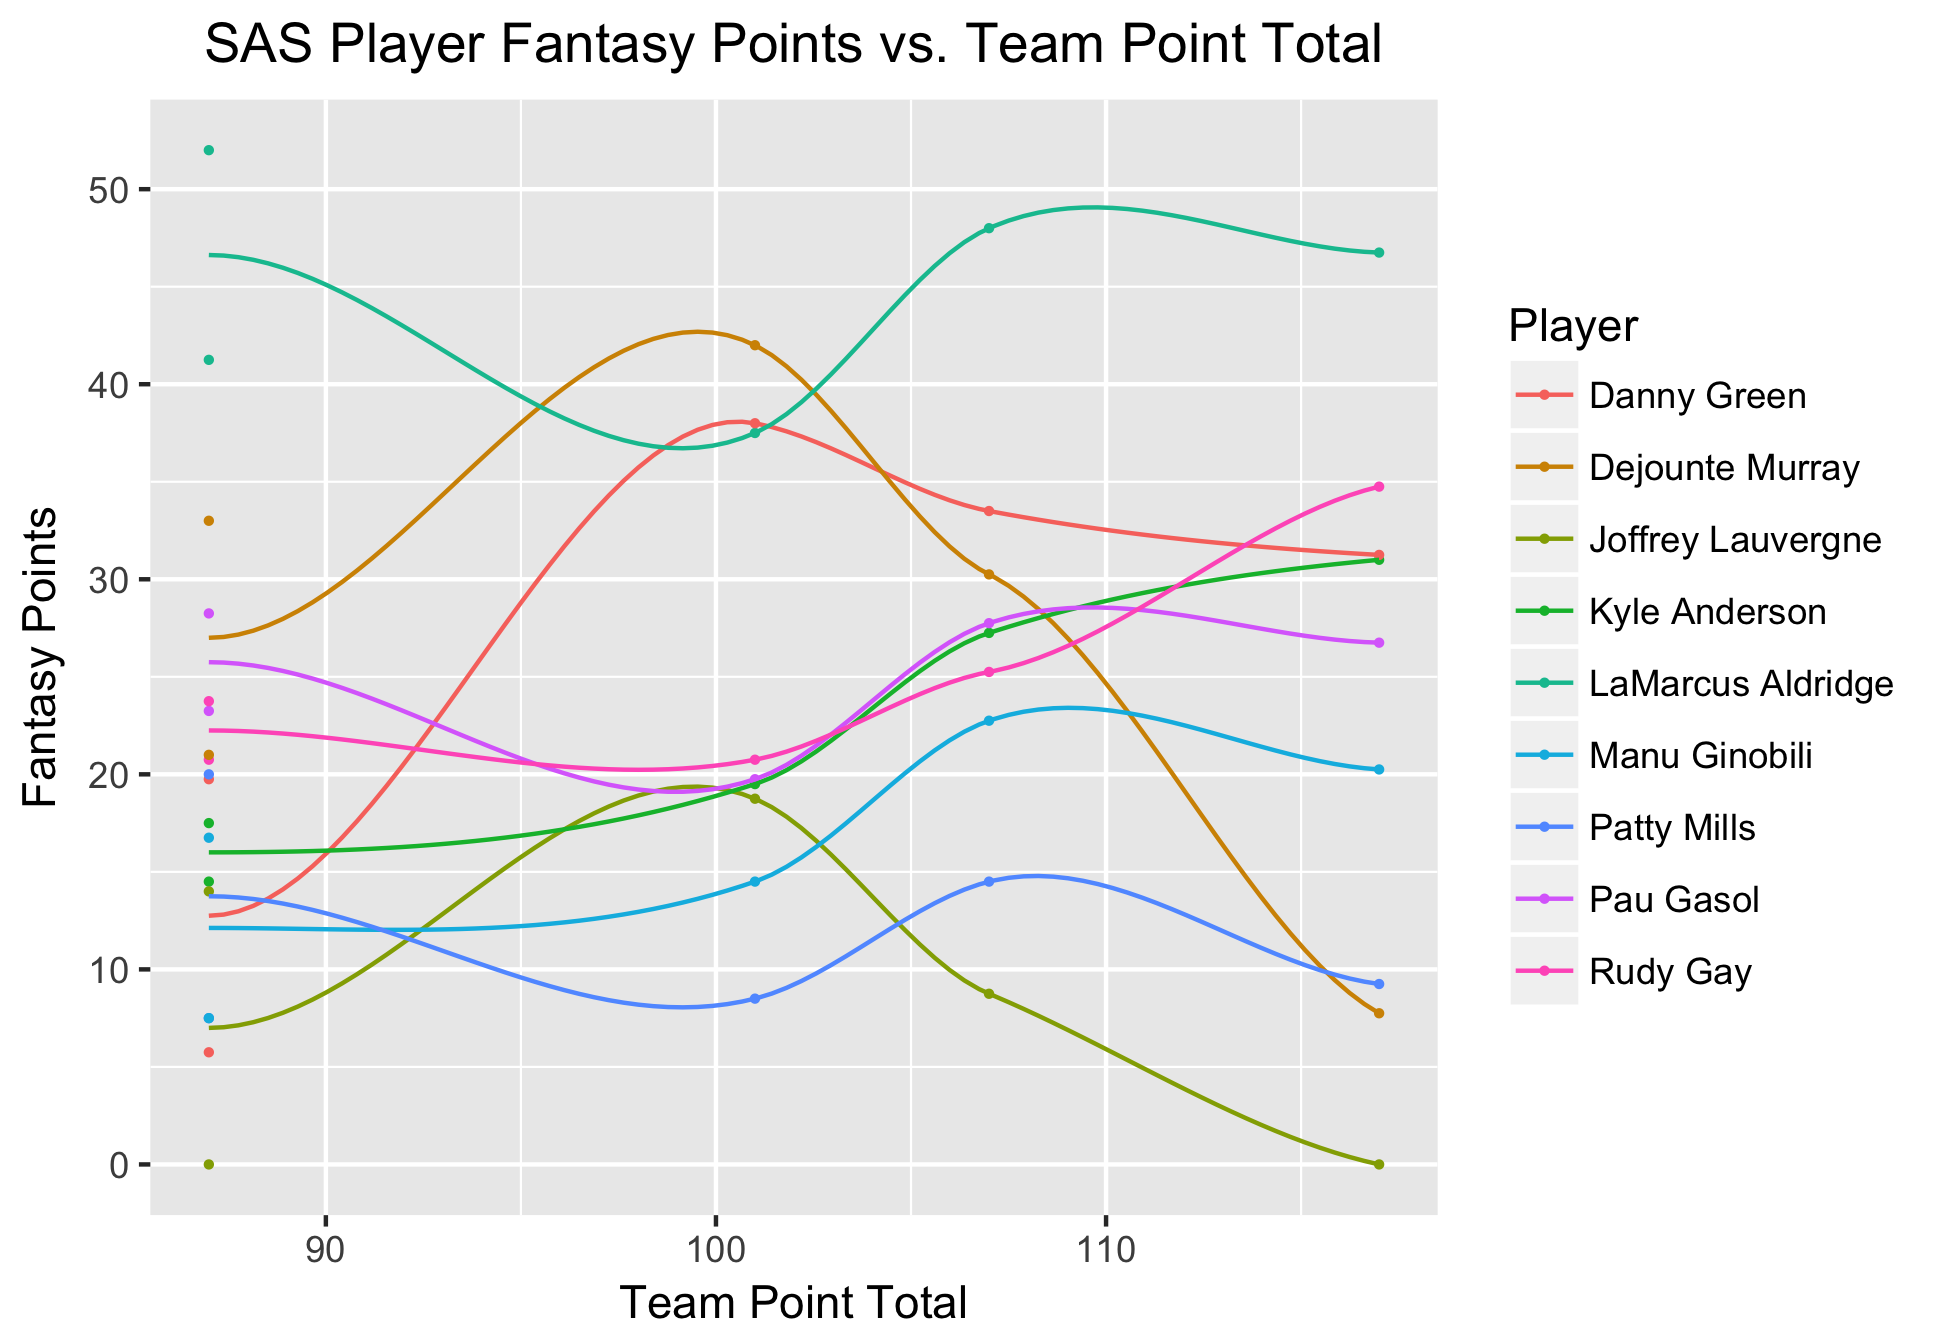 SAS Player Fantasy Points vs. Team Point Total
Fantasy Points
50
40
30
20
10
0
90
100
110
Team Point Total
Player
Danny Green
Dejounte Murray
Joffrey Lauvergne
Kyle Anderson
LaMarcus Aldridge
Manu Ginobili
Patty Mills
Pau Gasol
Rudy Gay